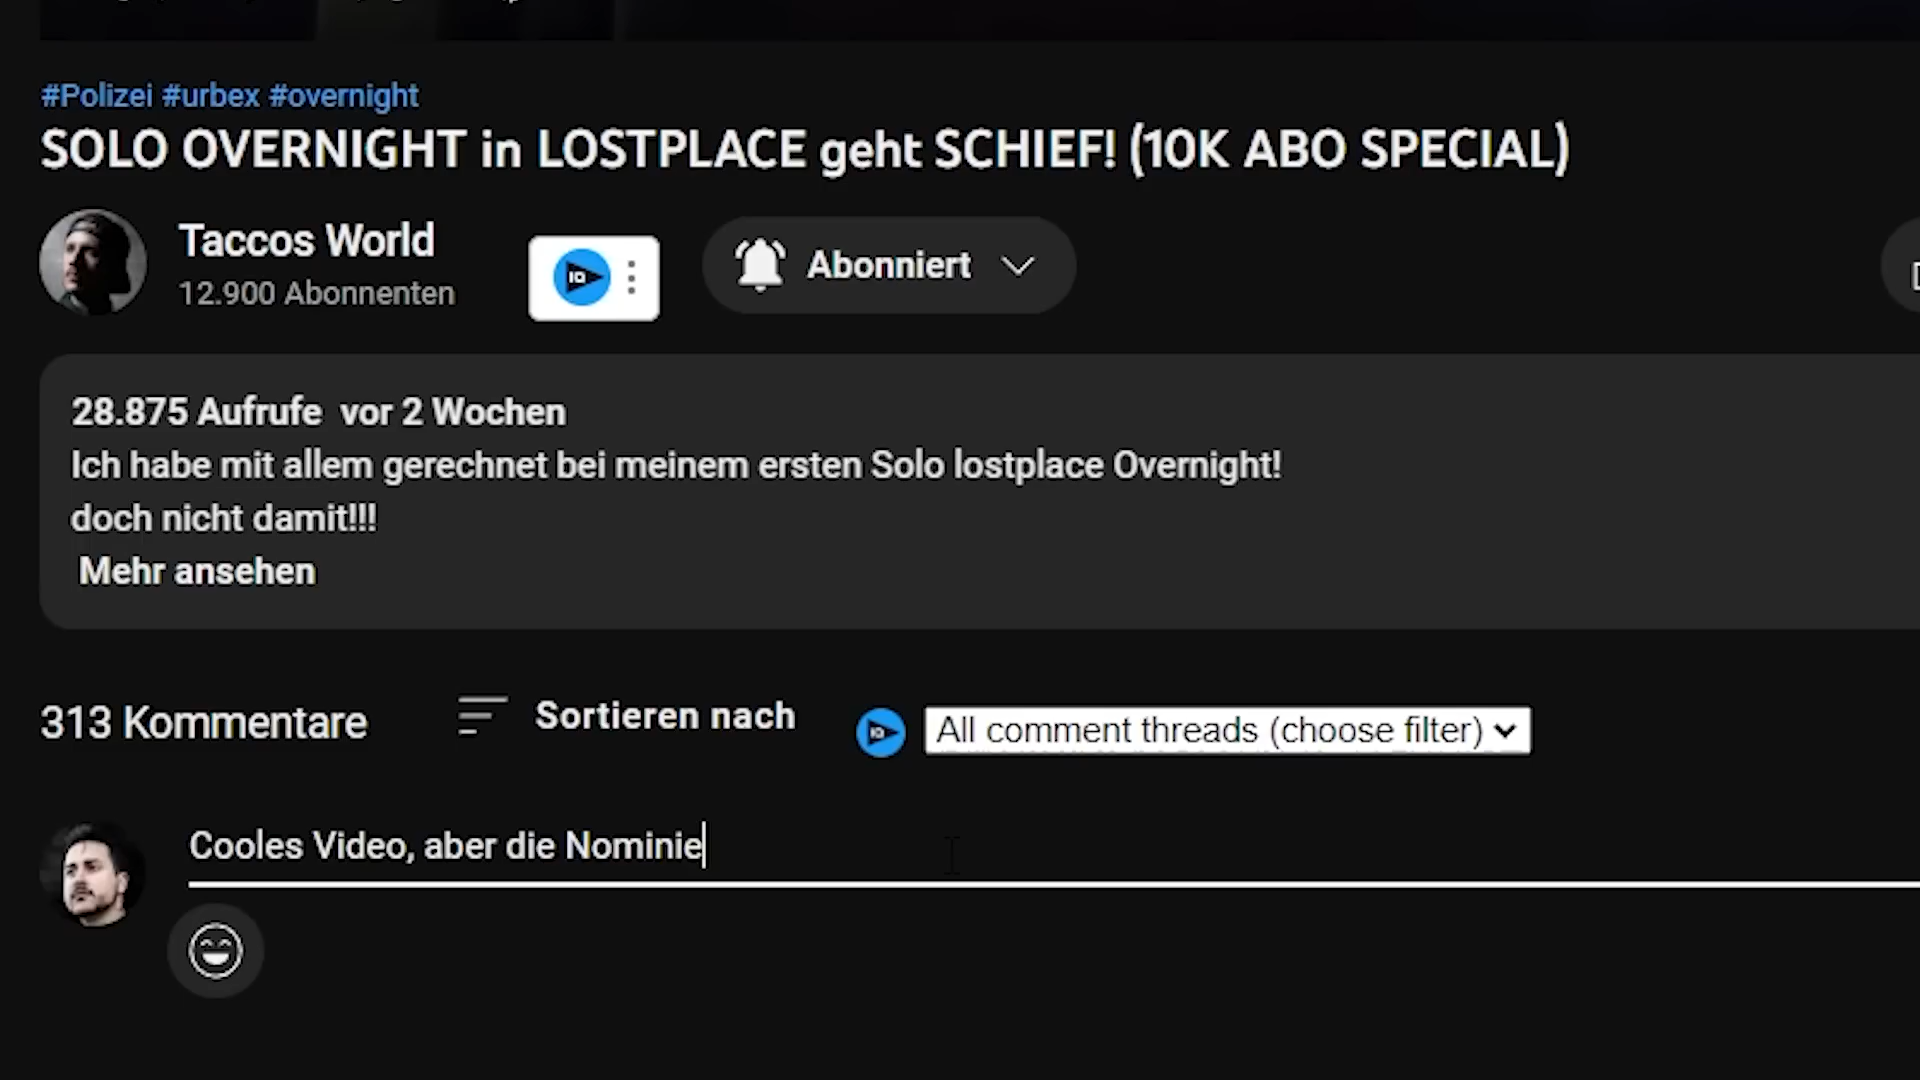 #Polizei #urbex #overnight
SOLO OVERNIGHT in LOSTPLACE geht SCHIEF! (10K ABO SPECIAL)
Taccos World
12.900 Abonnenten
IQ
Abonniert
28.875 Aufrufe vor 2 Wochen
Ich habe mit allem gerechnet bei meinem ersten Solo lostplace Overnight!
doch nicht damit!!!
Mehr ansehen
313 Kommentare
Sortieren nach
IQ
All comment threads (choose filter)
Cooles Video, aber die Nominie